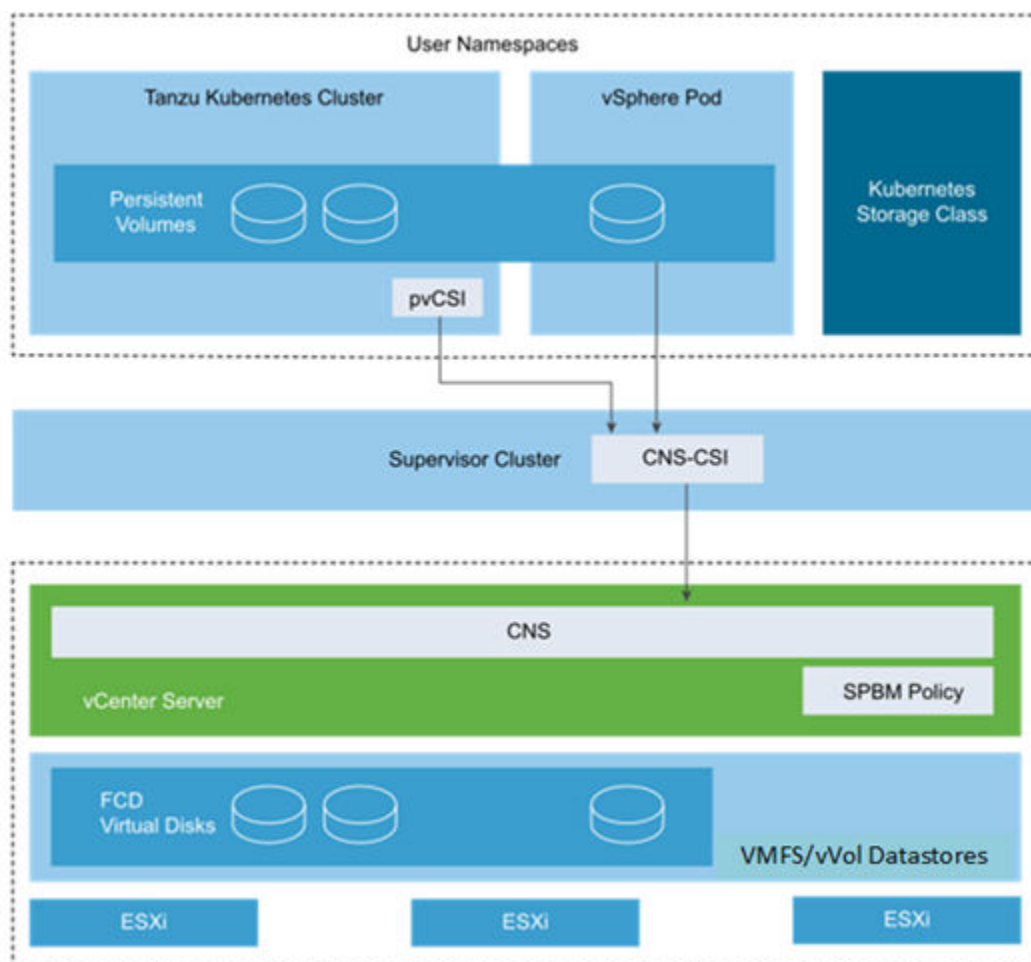 User Namespaces
Tanzu Kubernetes Cluster
vSphere Pod
Kubernetes
Storage Class
Persistent
Volumes
pvCSI
Supervisor Cluster
CNS-CSI
CNS
SPBM Policy
vCenter Server
FCD
Virtual Disks
VMFS/vVol Datastores
ESXi
ESXi
ESXi